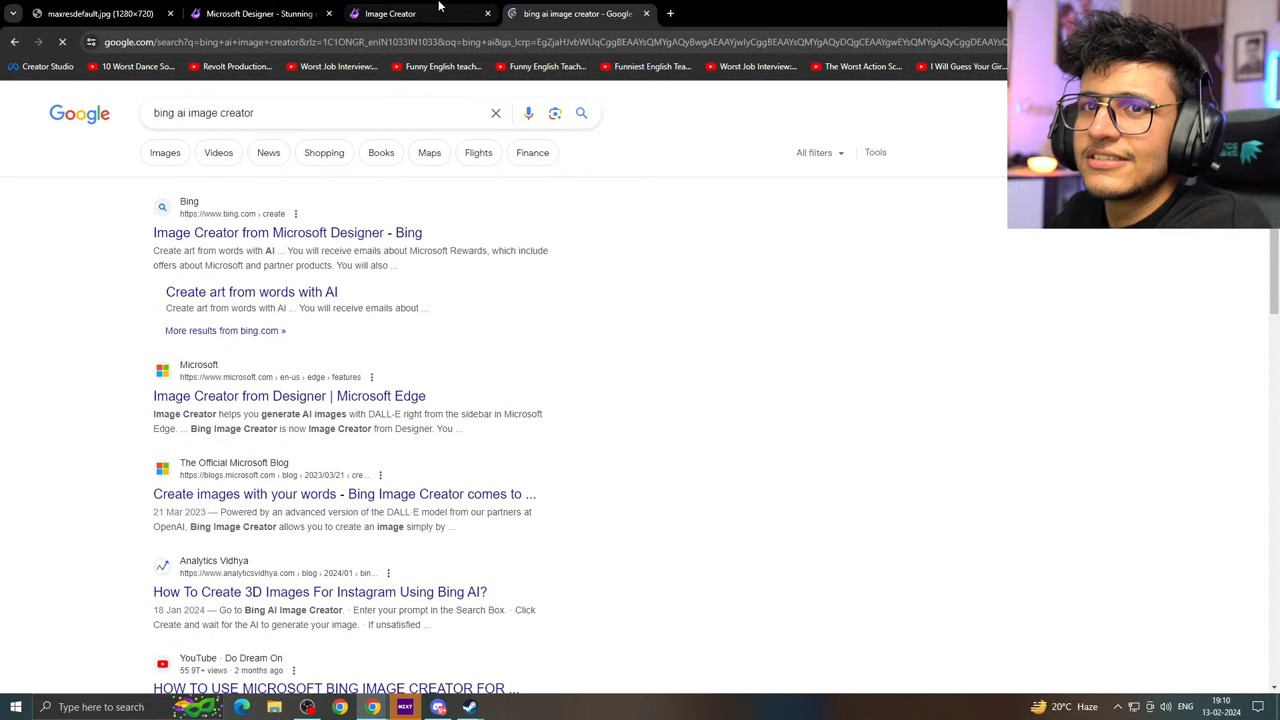 maxresdefault.jpg (1280×720)
Microsoft Designer - Stunning
Image Creator
bing ai image creator - Google
Creator Studio
10 Worst Dance So...
Revolt Production...
Worst Job Interview...
Funny English teac...
Funny English teac...
Funniest English Tea...
Worst Job Interview...
The Worst Action Sc...
I Will Guess Your Gir...
Google
bing ai image creator
Images
Videos
News
Shopping
Books
Maps
Flights
Finance
All filters
Tools
Bing
https://www.bing.com › create
Image Creator from Microsoft Designer - Bing
Create art from words with AI ... You will receive emails about Microsoft Rewards, which include
offers about Microsoft and partner products. You will also ...
Create art from words with AI
Create art from words with AI ... You will receive emails about ...
More results from bing.com »
Microsoft
https://www.microsoft.com › en-us › edge › features
Image Creator from Designer | Microsoft Edge
Image Creator helps you generate AI images with DALL-E right from the sidebar in Microsoft
Edge. ... Bing Image Creator is now Image Creator from Designer. You ...
The Official Microsoft Blog
https://blogs.microsoft.com › blog › 2023/03/21 › cre...
Create images with your words - Bing Image Creator comes to ...
21 Mar 2023 — Powered by an advanced version of the DALL∙E model from our partners at
OpenAI, Bing Image Creator allows you to create an image simply by ...
Analytics Vidhya
https://www.analyticsvidhya.com › blog › 2024/01 › bin...
How To Create 3D Images For Instagram Using Bing AI?
18 Jan 2024 — Go to Bing AI Image Creator. · Enter your prompt in the Search Box. · Click
Create and wait for the AI to generate your image. · If unsatisfied ...
YouTube · Do Dream On
55.9T+ views · 2 months ago
HOW TO USE MICROSOFT BING IMAGE CREATOR FOR ...
Type here to search
NIXT
20°C Haze
19:10
13-02-2024